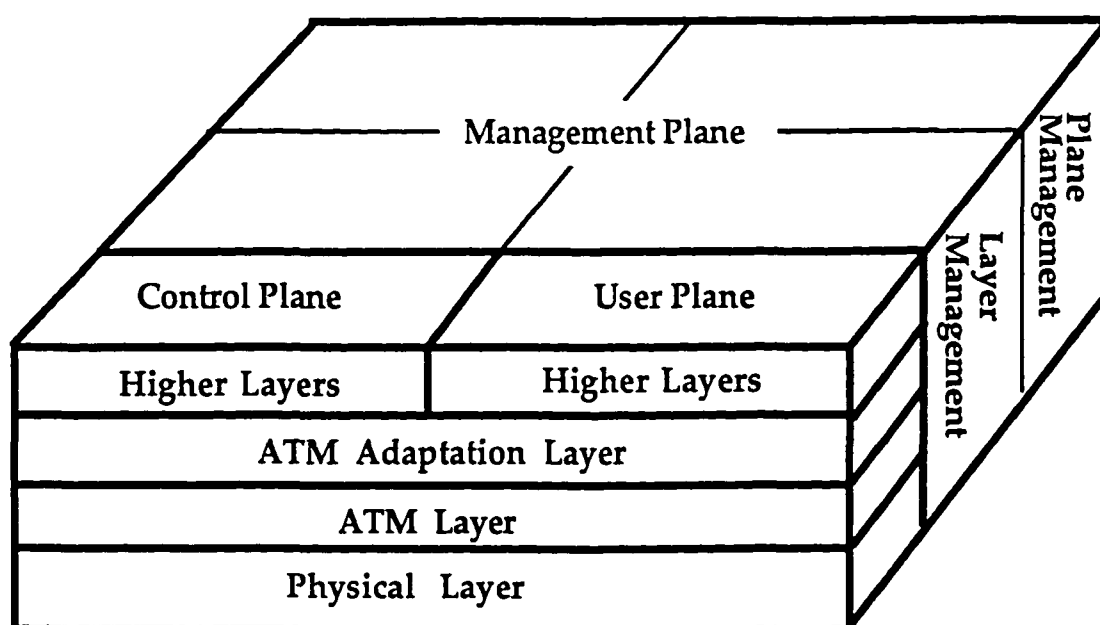 Management Plane
Plane
Management
Layer
Management
Control Plane
User Plane
Higher Layers
Higher Layers
ATM Adaptation Layer
ATM Layer
Physical Layer